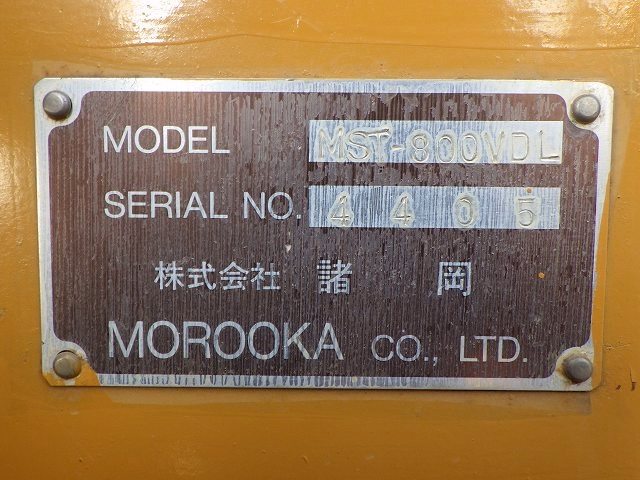 MODEL MST-800VDL
SERIAL NO. 4405
株式会社 諸岡
MOROOKA CO., LTD.